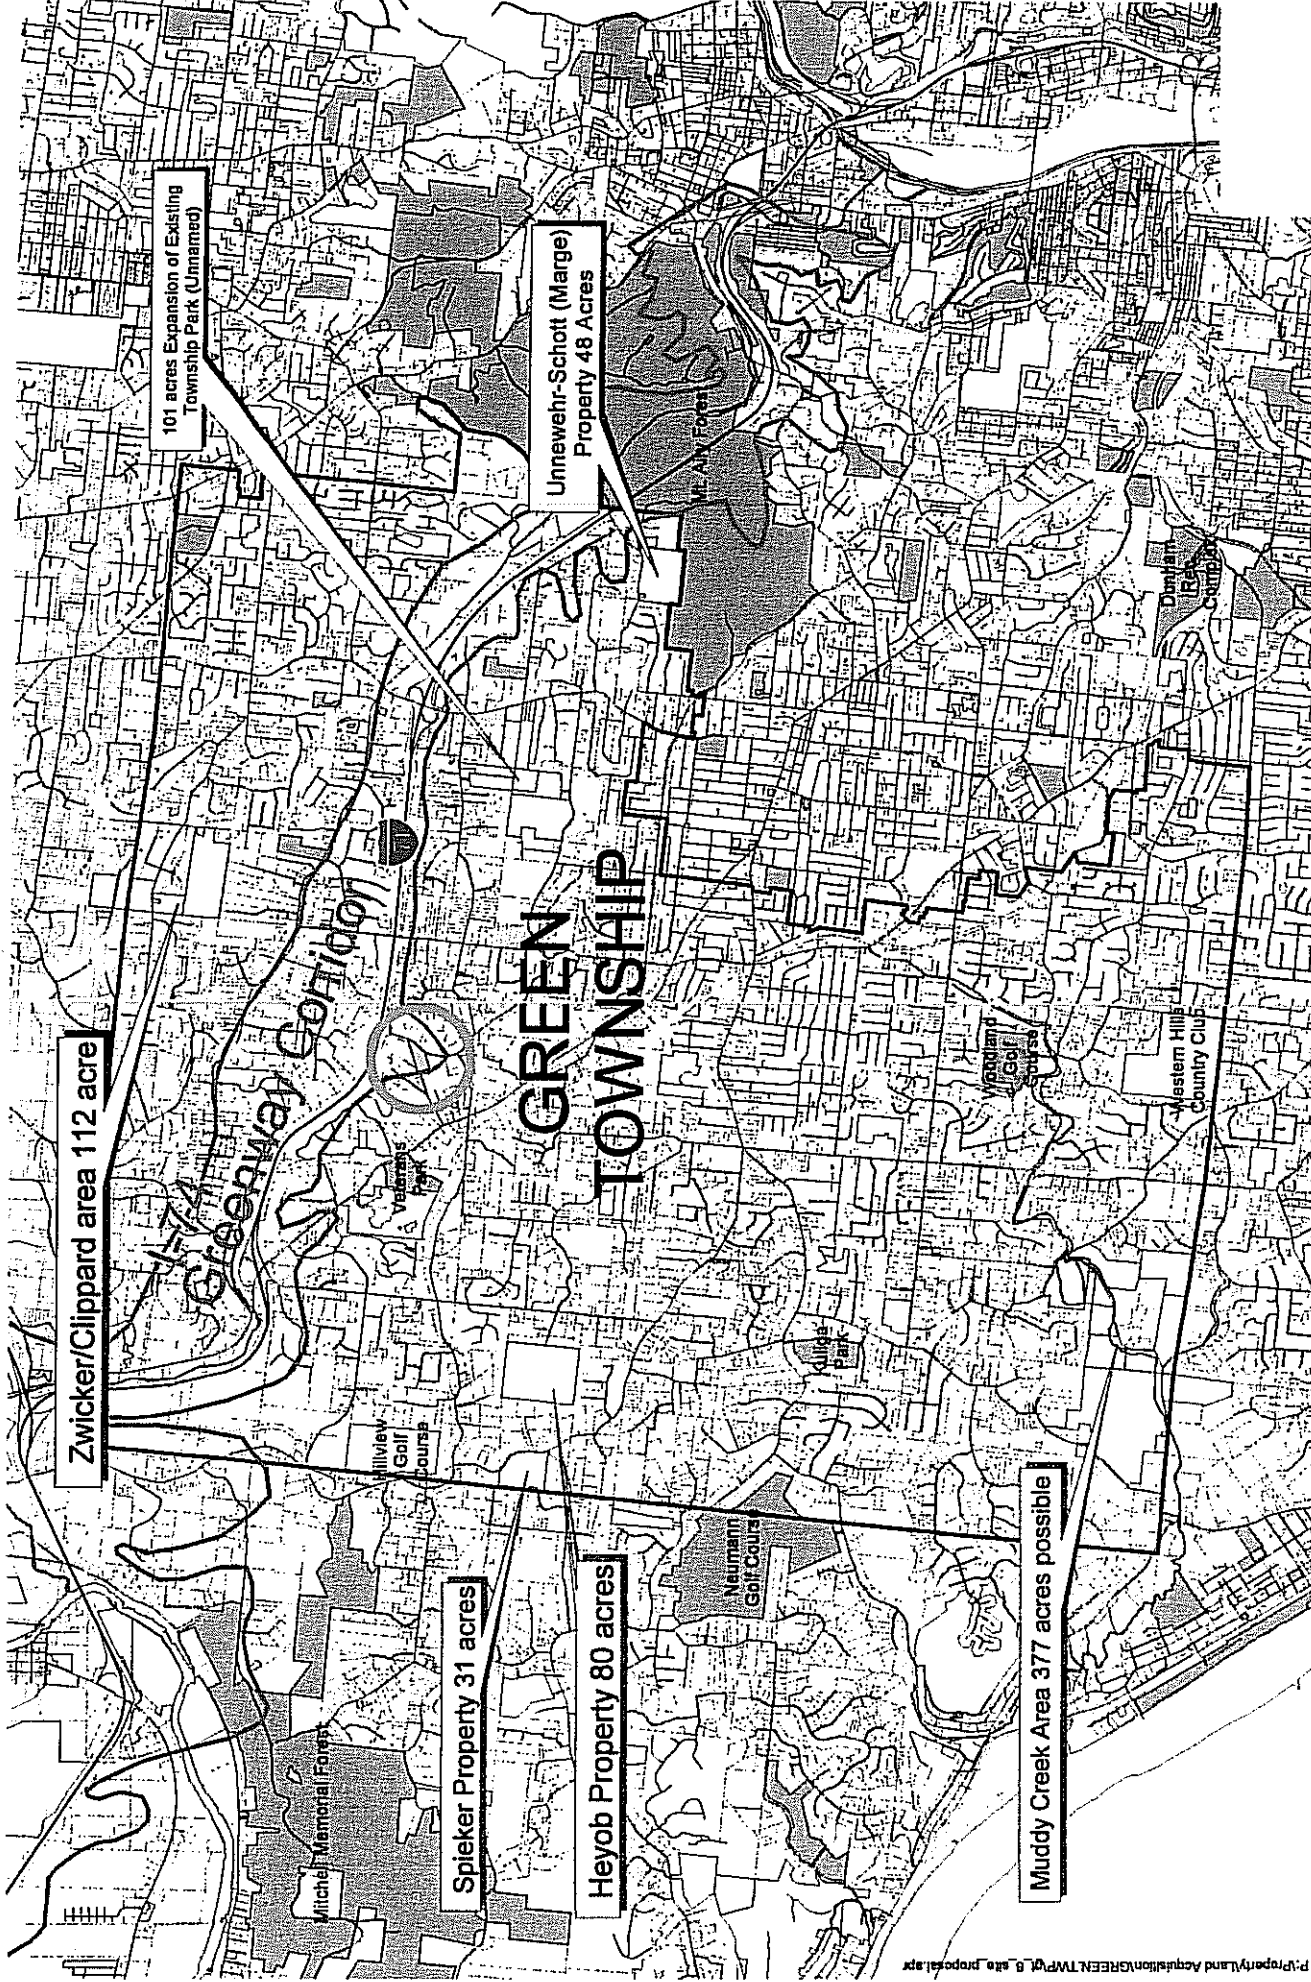 Zwicker/Clippard area 112 acre
101 acres Expansion of Existing
Township Park (Unnamed)
Unnewehr-Schott (Marge)
Property 48 Acres
Mt. Airy Forest
I-74
Greenway Corridor
Veterans
Park
GREEN
TOWNSHIP
Hillview
Golf
Course
Spieker Property 31 acres
Heyob Property 80 acres
Mitchell Memorial Forest
Neumann
Golf Course
Kuliga
Park
Woodland
Golf
Course
Western Hills
Country Club
Dunham
Rec
Complex
Muddy Creek Area 377 acres possible